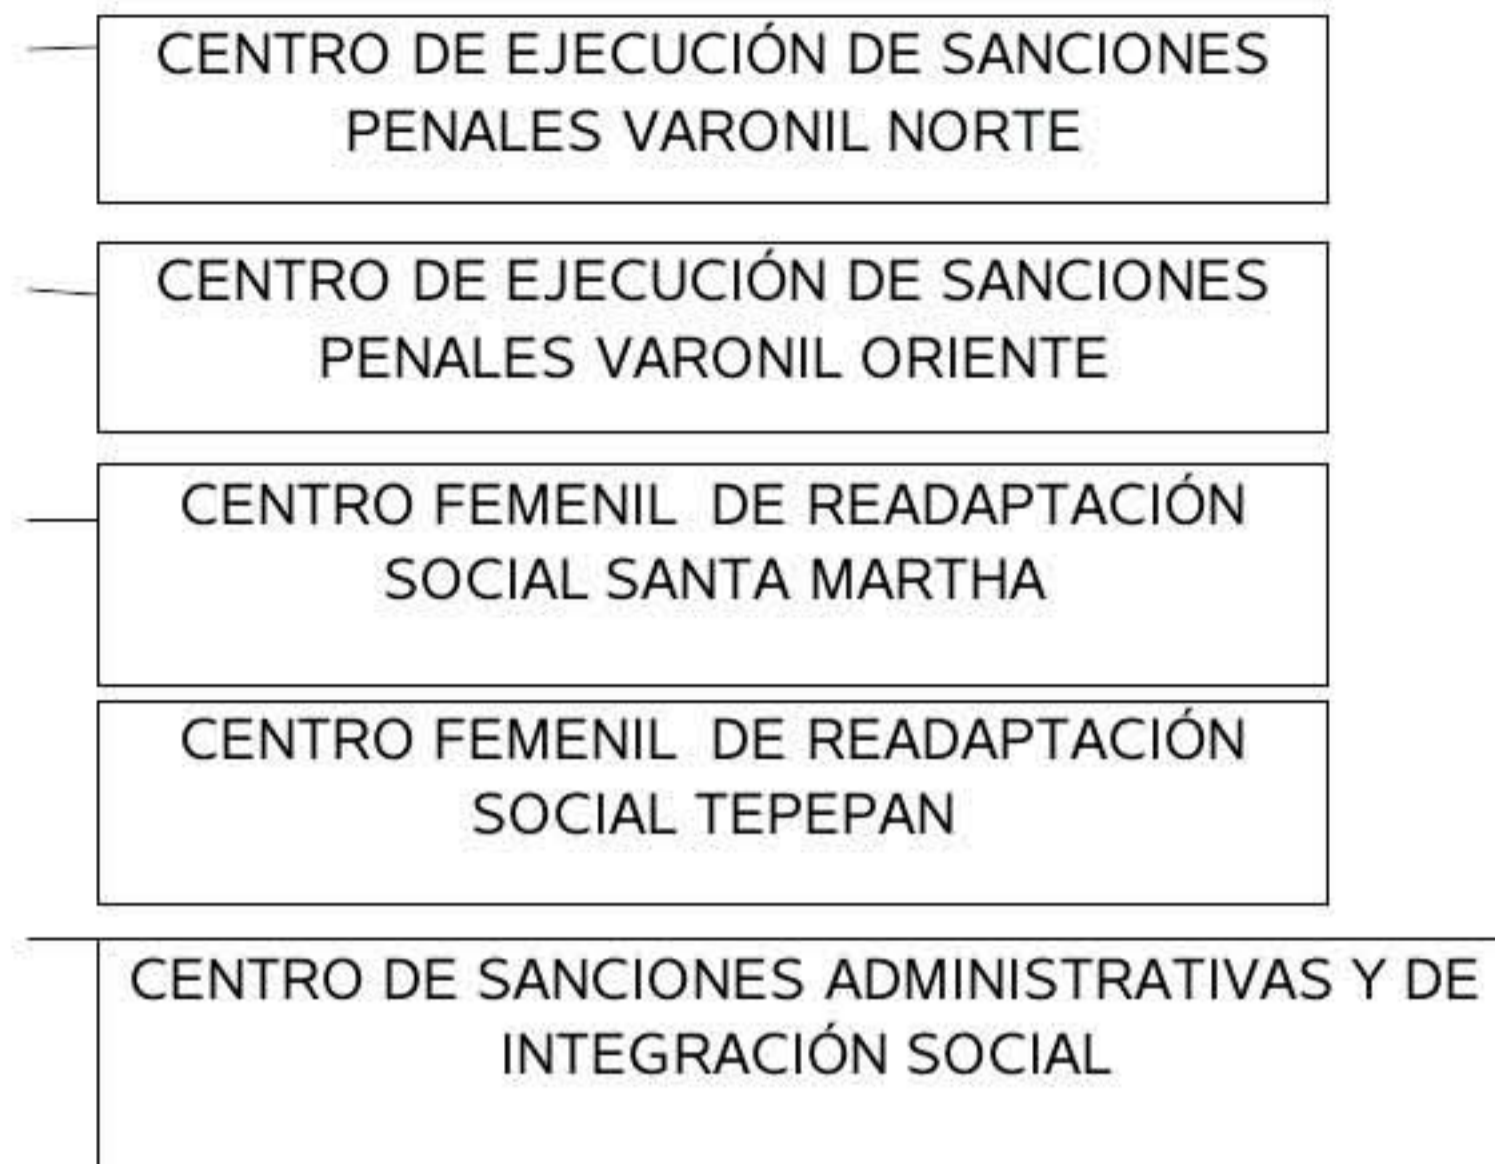 CENTRO DE EJECUCIÓN DE SANCIONES
PENALES VARONIL NORTE
CENTRO DE EJECUCIÓN DE SANCIONES
PENALES VARONIL ORIENTE
CENTRO FEMENIL DE READAPTACIÓN
SOCIAL SANTA MARTHA
CENTRO FEMENIL DE READAPTACIÓN
SOCIAL TEPEPAN
CENTRO DE SANCIONES ADMINISTRATIVAS Y DE
INTEGRACIÓN SOCIAL